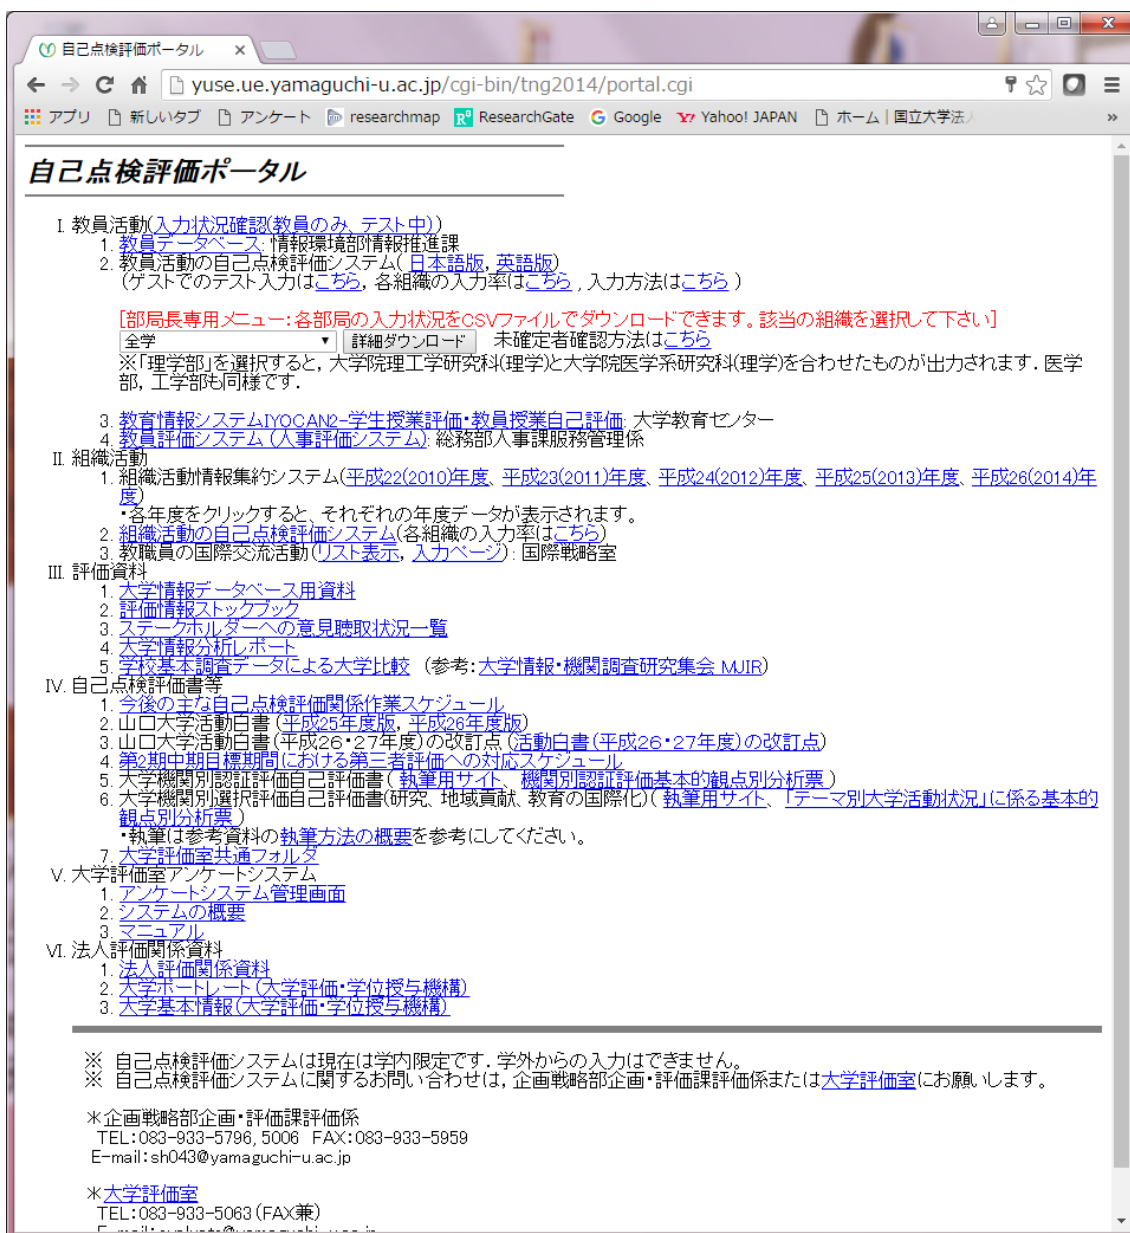 自己点検評価ポータル
yuse.ue.yamaguchi-u.ac.jp/cgi-bin/tng2014/portal.cgi
アプリ 新しいタブ アンケート researchmap ResearchGate Google Yahoo! JAPAN ホーム | 国立大学法 »
自己点検評価ポータル
I. 教員活動(入力状況確認(教員のみ、テスト中))
1. 教員データベース: 情報環境部情報推進課
2. 教員活動の自己点検評価システム( 日本語版, 英語版)
(ゲストでのテスト入力はこちら, 各組織の入力率はこちら , 入力方法はこちら )
[部局長専用メニュー:各部局の入力状況をCSVファイルでダウンロードできます。該当の組織を選択して下さい]
全学 詳細ダウンロード 未確定者確認方法はこちら
※「理学部」を選択すると, 大学院理工学研究科(理学)と大学院医学系研究科(理学)を合わせたものが出力されます. 医学
部, 工学部も同様です.
3. 教育情報システムIYOCAN2-学生授業評価・教員授業自己評価: 大学教育センター
4. 教員評価システム (人事評価システム): 総務部人事課服務管理係
II. 組織活動
1. 組織活動情報集約システム(平成22(2010)年度、平成23(2011)年度、平成24(2012)年度、平成25(2013)年度、平成26(2014)年
度)
・各年度をクリックすると、それぞれの年度データが表示されます。
2. 組織活動の自己点検評価システム(各組織の入力率はこちら)
3. 教職員の国際交流活動(リスト表示, 入力ページ): 国際戦略室
III. 評価資料
1. 大学情報データベース用資料
2. 評価情報ストックブック
3. ステークホルダーへの意見聴取状況一覧
4. 大学情報分析レポート
5. 学校基本調査データによる大学比較 (参考:大学情報・機関調査研究集会 MJIR)
IV. 自己点検評価書等
1. 今後の主な自己点検評価関係作業スケジュール
2. 山口大学活動白書 (平成25年度版, 平成26年度版)
3. 山口大学活動白書(平成26・27年度)の改訂点 (活動白書(平成26・27年度)の改訂点)
4. 第2期中期目標期間における第三者評価への対応スケジュール
5. 大学機関別認証評価自己評価書( 執筆用サイト、機関別認証評価基本的観点別分析票 )
6. 大学機関別選択評価自己評価書(研究、地域貢献、教育の国際化)( 執筆用サイト、「テーマ別大学活動状況」に係る基本的
観点別分析票 )
・執筆は参考資料の執筆方法の概要を参考にしてください。
7. 大学評価室共通フォルダ
V. 大学評価室アンケートシステム
1. アンケートシステム管理画面
2. システムの概要
3. マニュアル
VI. 法人評価関係資料
1. 法人評価関係資料
2. 大学ポートレート(大学評価・学位授与機構)
3. 大学基本情報(大学評価・学位授与機構)
※ 自己点検評価システムは現在は学内限定です. 学外からの入力はできません。
※ 自己点検評価システムに関するお問い合わせは, 企画戦略部企画・評価課評価係または大学評価室にお願いします。
＊企画戦略部企画・評価課評価係
TEL:083-933-5796, 5006 FAX:083-933-5959
E-mail:sh043@yamaguchi-u.ac.jp
＊大学評価室
TEL:083-933-5063(FAX兼)